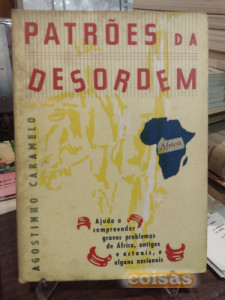 PATRÕES DA
DESORDEM
AGOSTINHO CARAMELO
África
Ajuda a
compreender
graves problemas
de África, antigos
e actuais, e
alguns nacionais
coisas